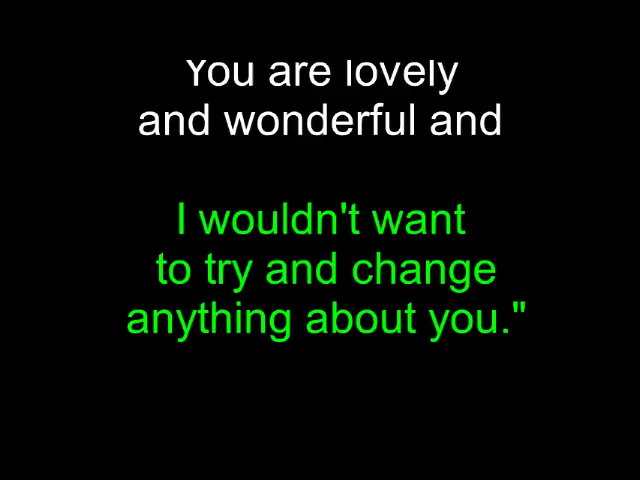 You are lovely
and wonderful and
I wouldn't want
to try and change
anything about you."